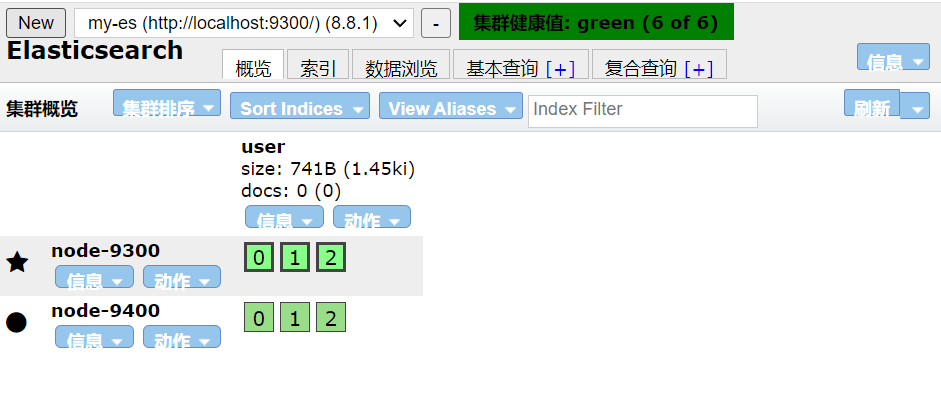 New my-es (http://localhost:9300/) (8.8.1) - 集群健康值: green (6 of 6)
Elasticsearch
概览 索引 数据浏览 基本查询 [+] 复合查询 [+] 信息
集群概览 集群排序 Sort Indices View Aliases Index Filter 刷新
user
size: 741B (1.45ki)
docs: 0 (0)
信息 动作
node-9300
信息 动作
0 1 2
node-9400
信息 动作
0 1 2